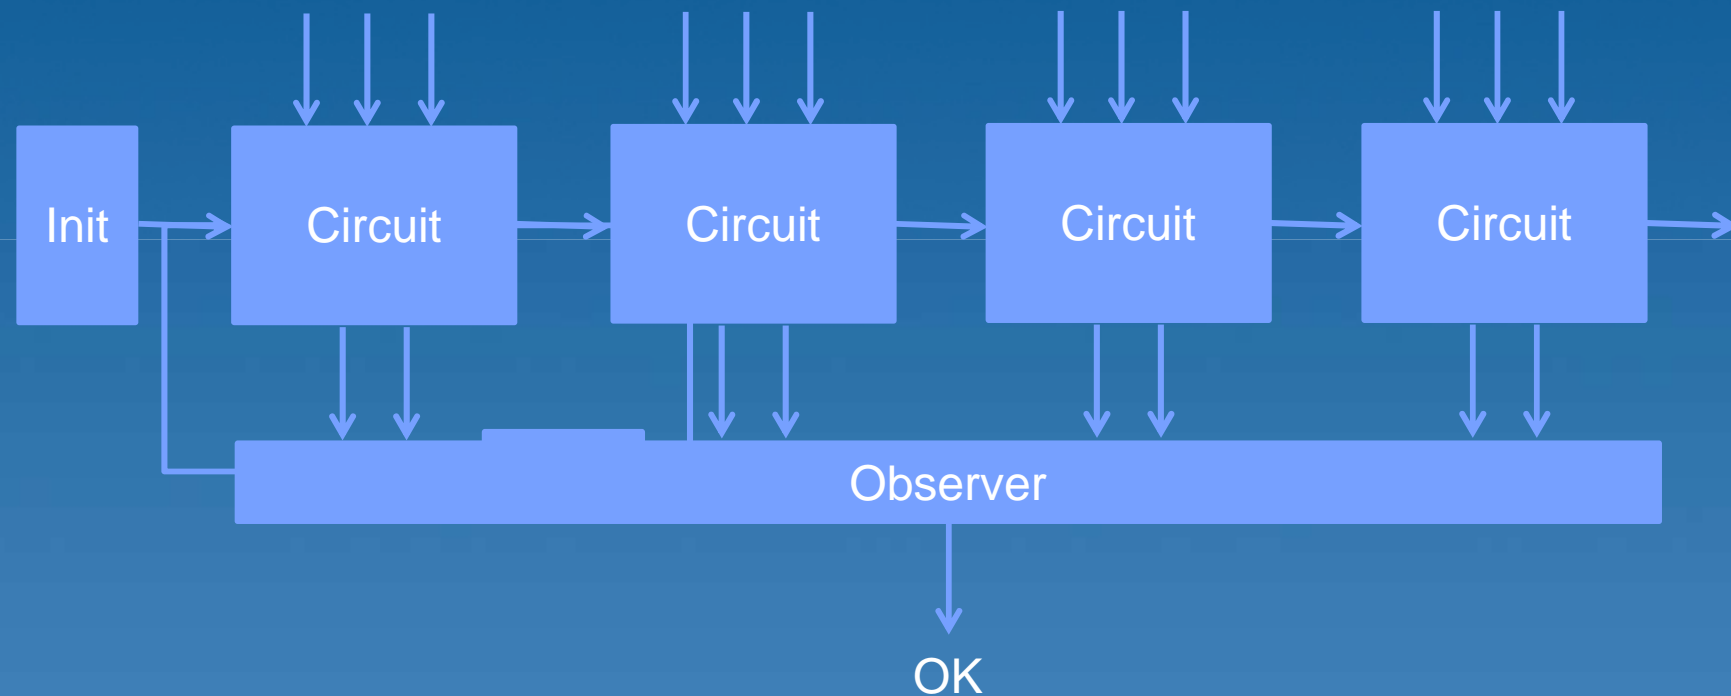 Init
Circuit
Circuit
Circuit
Circuit
Observer
OK